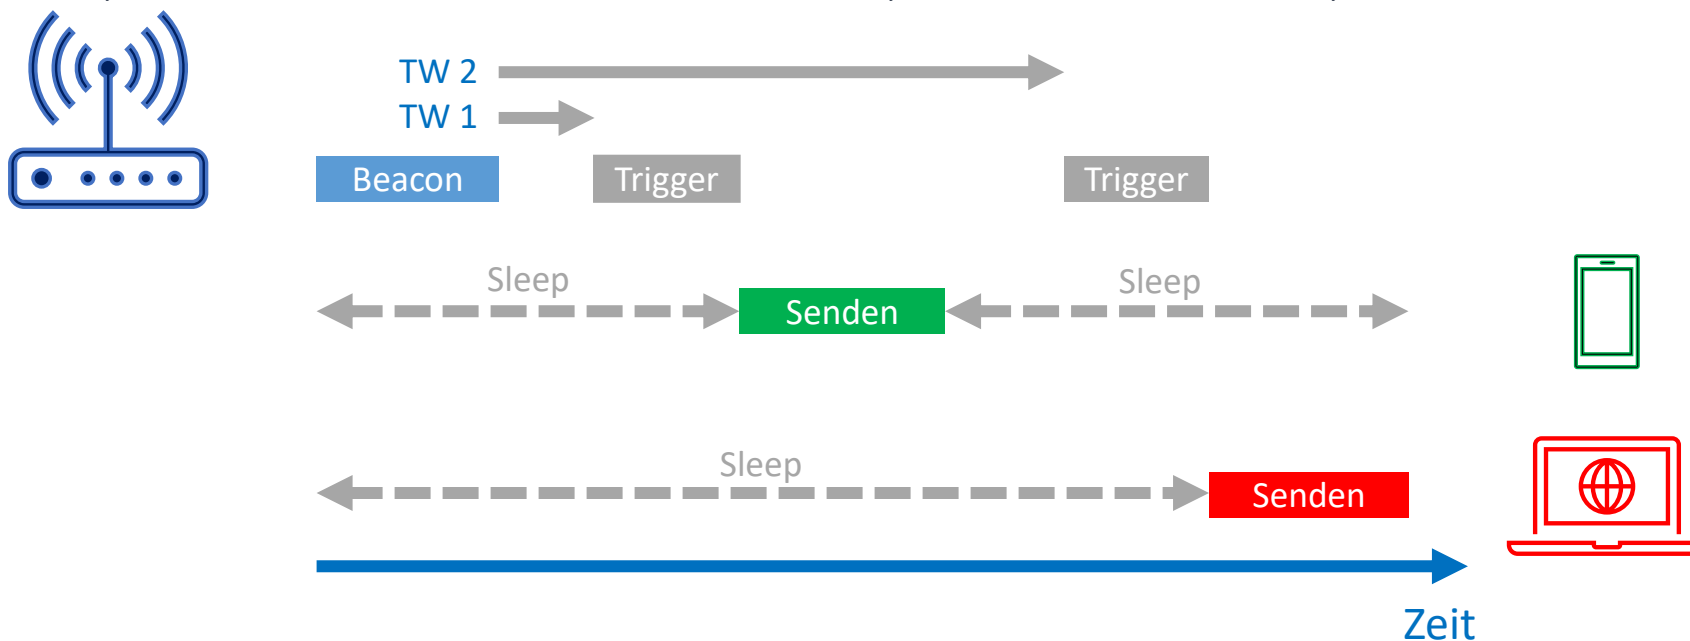 TW 2
TW 1
Beacon
Trigger
Trigger
Sleep
Sleep
Senden
Sleep
Senden
Zeit